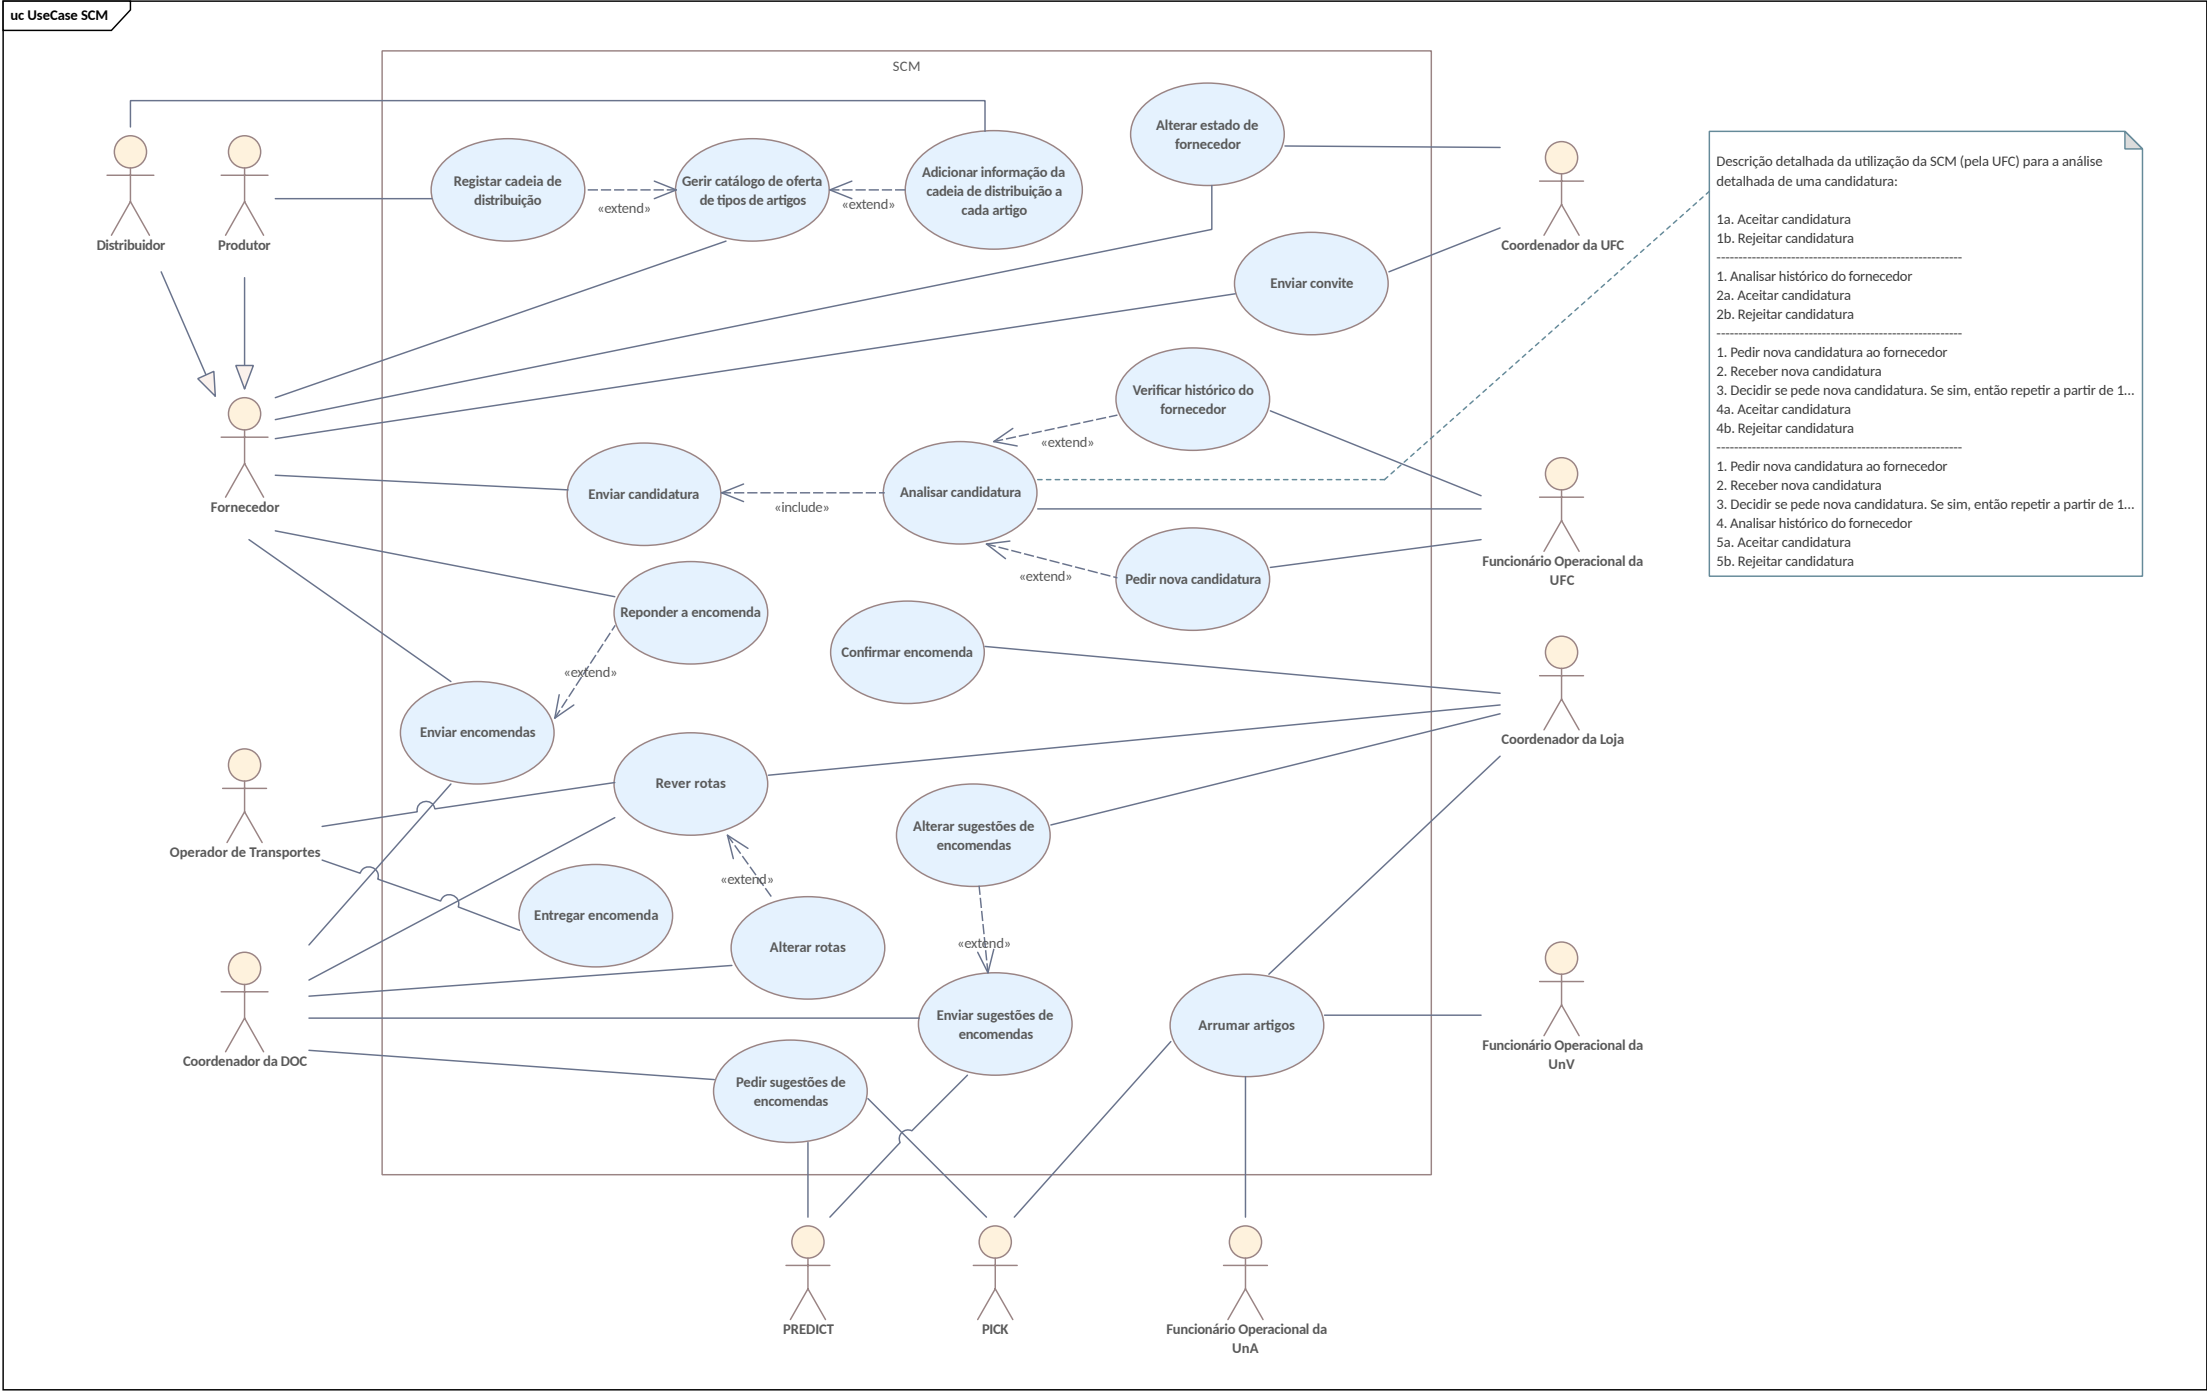 uc UseCase SCM
SCM
Distribuidor
Produtor
Registar cadeia de
distribuição
«extend»
Gerir catálogo de oferta
de tipos de artigos
«extend»
Adicionar informação da
cadeia de distribuição a
cada artigo
Alterar estado de
fornecedor
Coordenador da UFC
Enviar convite
Descrição detalhada da utilização da SCM (pela UFC) para a análise
detalhada de uma candidatura:
1a. Aceitar candidatura
1b. Rejeitar candidatura
--------------------------------------------------------
1. Analisar histórico do fornecedor
2a. Aceitar candidatura
2b. Rejeitar candidatura
--------------------------------------------------------
1. Pedir nova candidatura ao fornecedor
2. Receber nova candidatura
3. Decidir se pede nova candidatura. Se sim, então repetir a partir de 1...
4a. Aceitar candidatura
4b. Rejeitar candidatura
--------------------------------------------------------
1. Pedir nova candidatura ao fornecedor
2. Receber nova candidatura
3. Decidir se pede nova candidatura. Se sim, então repetir a partir de 1...
4. Analisar histórico do fornecedor
5a. Aceitar candidatura
5b. Rejeitar candidatura
Fornecedor
Verificar histórico do
fornecedor
«extend»
Enviar candidatura
«include»
Analisar candidatura
«extend»
Pedir nova candidatura
Funcionário Operacional da
UFC
Reponder a encomenda
«extend»
Confirmar encomenda
Enviar encomendas
Coordenador da Loja
Rever rotas
Operador de Transportes
Alterar sugestões de
encomendas
«extend»
Entregar encomenda
Alterar rotas
«extend»
Coordenador da DOC
Enviar sugestões de
encomendas
Arrumar artigos
Funcionário Operacional da
UnV
Pedir sugestões de
encomendas
PREDICT
PICK
Funcionário Operacional da
UnA